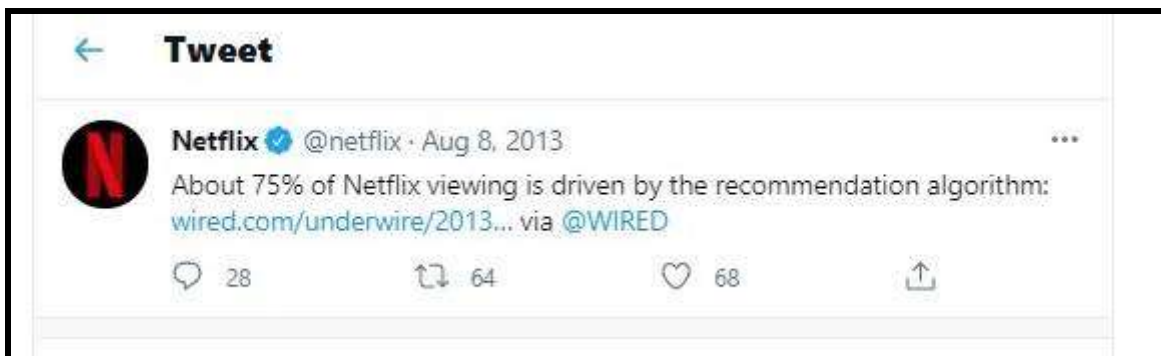 Tweet
Netflix @netflix · Aug 8, 2013
About 75% of Netflix viewing is driven by the recommendation algorithm:
wired.com/underwire/2013... via @WIRED
28 64 68